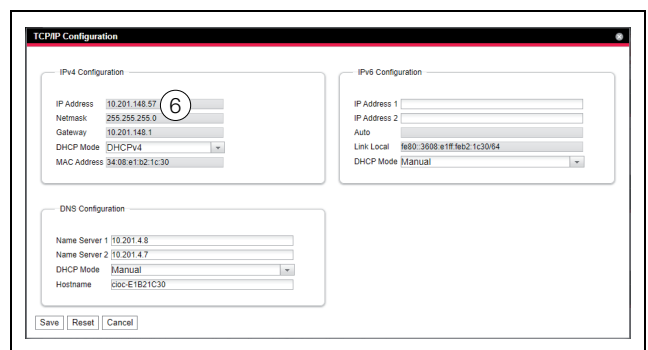 TCP/IP Configuration
IPv4 Configuration
IP Address 10.201.148.57
6
Netmask 255.255.255.0
Gateway 10.201.148.1
DHCP Mode DHCPv4
MAC Address 34:08:e1:b2:1c:30
IPv6 Configuration
IP Address 1
IP Address 2
Auto
Link Local fe80::3608:e1ff:feb2:1c30/64
DHCP Mode Manual
DNS Configuration
Name Server 1 10.201.4.8
Name Server 2 10.201.4.7
DHCP Mode Manual
Hostname cioc-E1B21C30
Save Reset Cancel